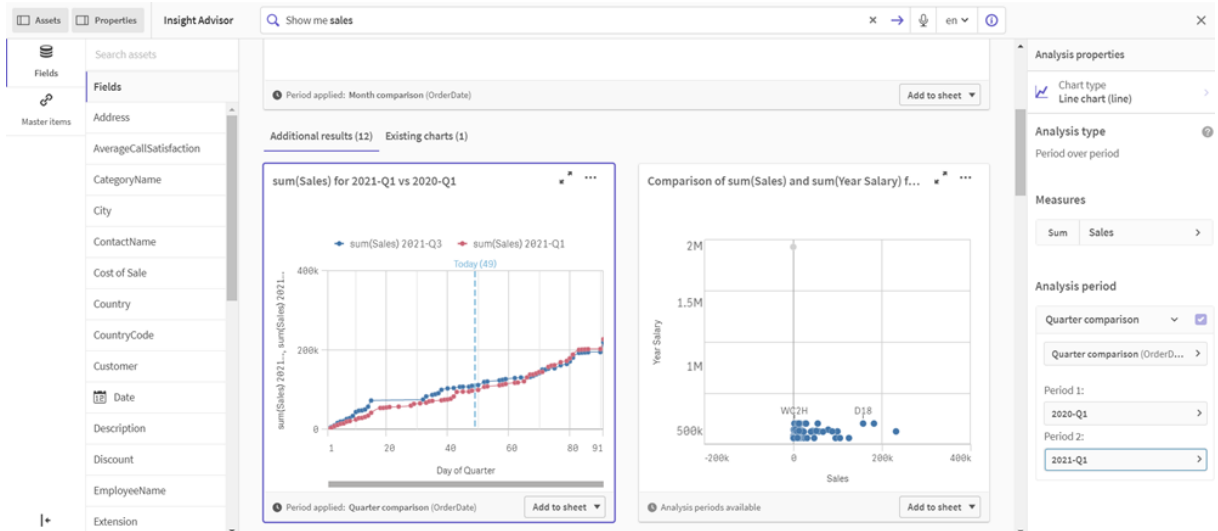 Assets
Properties
Insight Advisor
Show me sales
en
Fields
Master items
Search assets
Fields
Address
AverageCallSatisfaction
CategoryName
City
ContactName
Cost of Sale
Country
CountryCode
Customer
Date
Description
Discount
EmployeeName
Extension
Period applied: Month comparison (OrderDate)
Add to sheet
Additional results (12)
Existing charts (1)
sum(Sales) for 2021-Q1 vs 2020-Q1
sum(Sales) 2021-Q3
sum(Sales) 2021-Q1
Today (49)
sum(Sales) 2021..., sum(Sales) 2021...
400k
200k
0
1 20 40 60 80 91
Day of Quarter
Period applied: Quarter comparison (OrderDate)
Add to sheet
Comparison of sum(Sales) and sum(Year Salary) f...
Year Salary
2M
1.5M
1M
500k
WC2H
D18
-200k 0 200k 400k
Sales
Analysis periods available
Add to sheet
Analysis properties
Chart type
Line chart (line)
Analysis type
Period over period
Measures
Sum
Sales
Analysis period
Quarter comparison
Quarter comparison (OrderD...
Period 1:
2020-Q1
Period 2:
2021-Q1